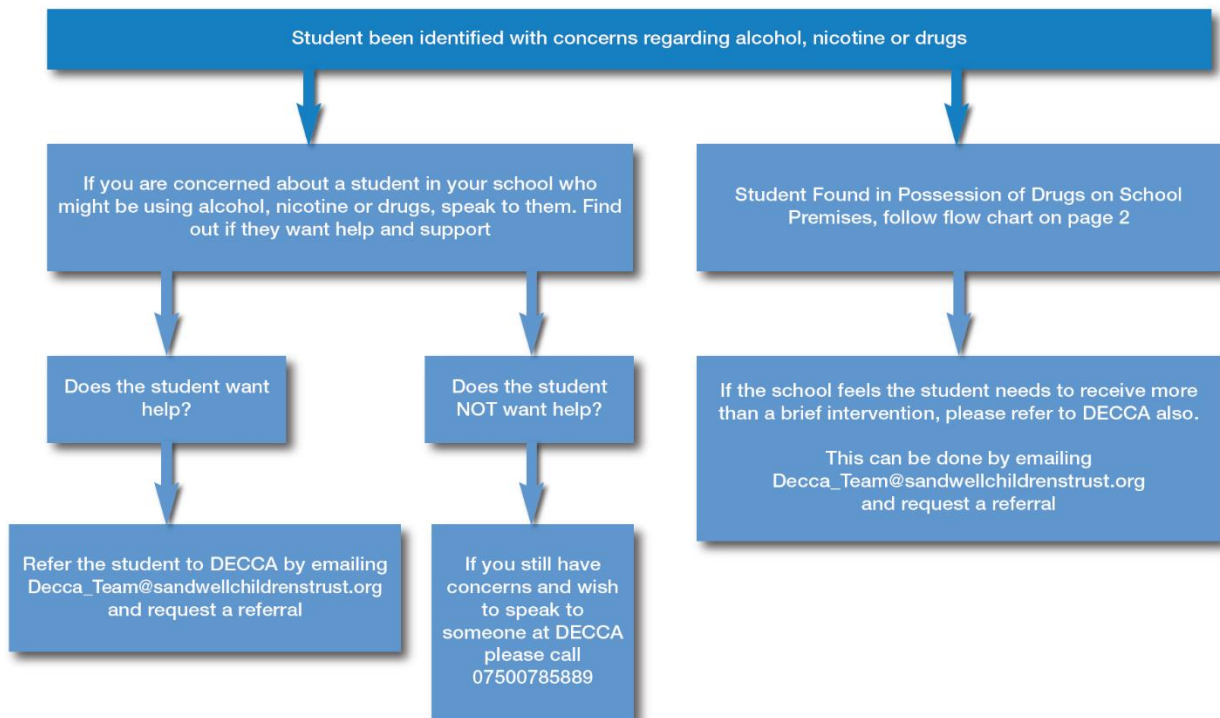 Student been identified with concerns regarding alcohol, nicotine or drugs
If you are concerned about a student in your school who
might be using alcohol, nicotine or drugs, speak to them. Find
out if they want help and support
Student Found in Possession of Drugs on School
Premises, follow flow chart on page 2
Does the student want
help?
Does the student
NOT want help?
If the school feels the student needs to receive more
than a brief intervention, please refer to DECCA also.
This can be done by emailing
Decca_Team@sandwellchildrenstrust.org
and request a referral
Refer the student to DECCA by emailing
Decca_Team@sandwellchildrenstrust.org
and request a referral
If you still have
concerns and wish
to speak to
someone at DECCA
please call
07500785889